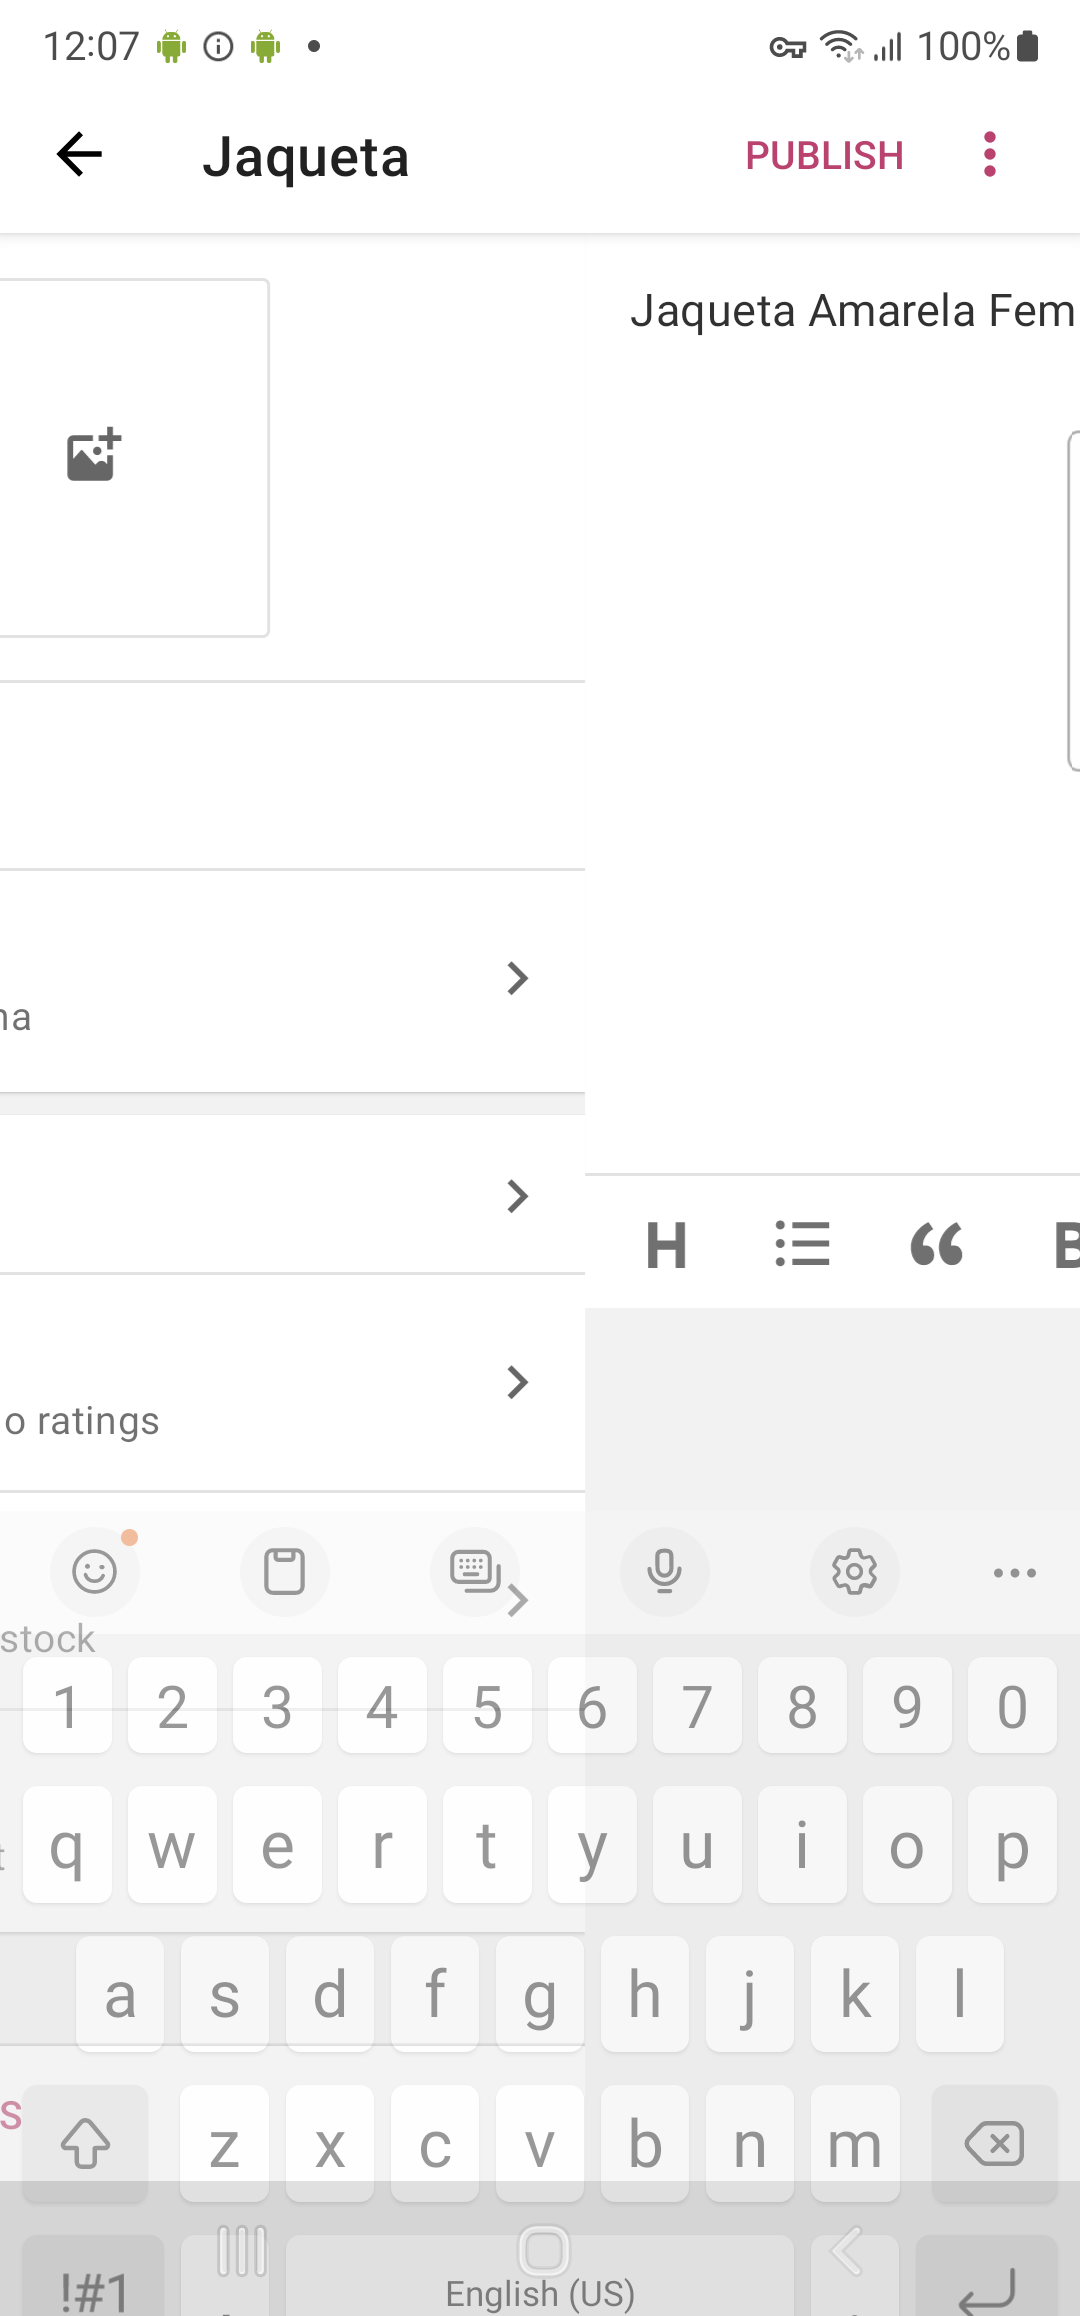 12:07
100%
Jaqueta
PUBLISH
Jaqueta Amarela Fem
na
H
B
o ratings
stock
1 2 3 4 5 6 7 8 9 0
t
q w e r t y u i o p
a s d f g h j k l
s
z x c v b n m
!#1
English (US)